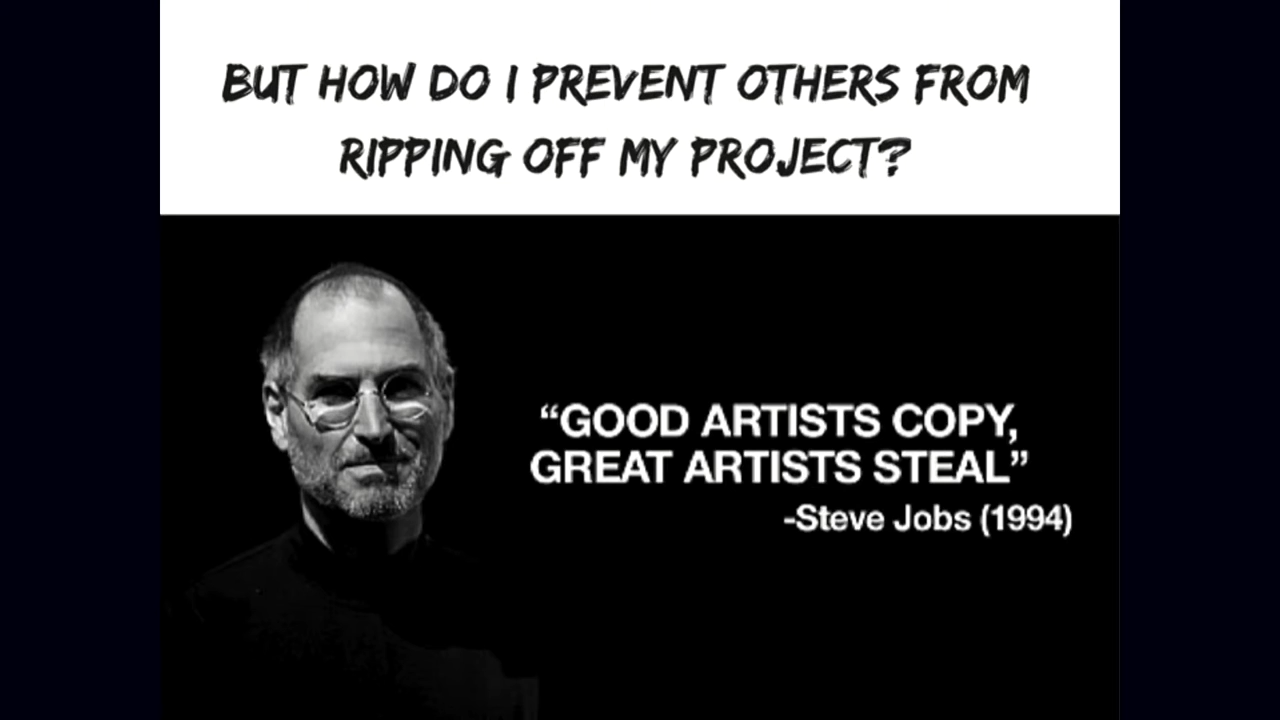 BUT HOW DO I PREVENT OTHERS FROM
RIPPING OFF MY PROJECT?
“GOOD ARTISTS COPY,
GREAT ARTISTS STEAL”
-Steve Jobs (1994)